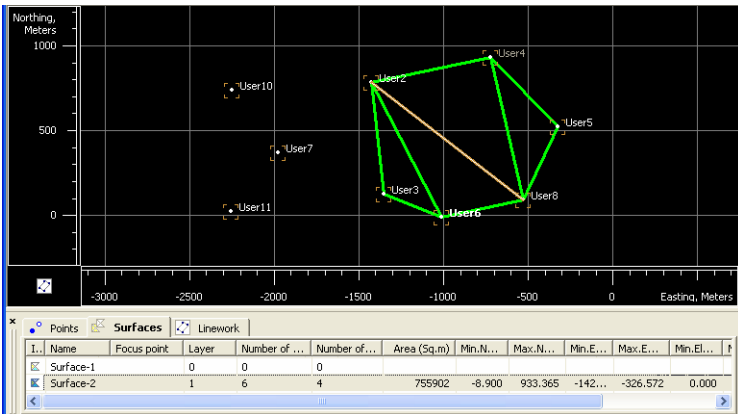 Northing,
Meters
1000
User4
User2
User10
500
User5
User7
User3
User8
User11
User6
0
-3000 -2500 -2000 -1500 -1000 -500 0 Easting, Meters
Points Surfaces Linework
I.. Name Focus point Layer Number of ... Number of... Area (Sq.m) Min.N... Max.N... Min.E... Max.E... Min.El...
Surface-1 0 0 0
Surface-2 1 6 4 755902 -8.900 933.365 -142... -326.572 0.000